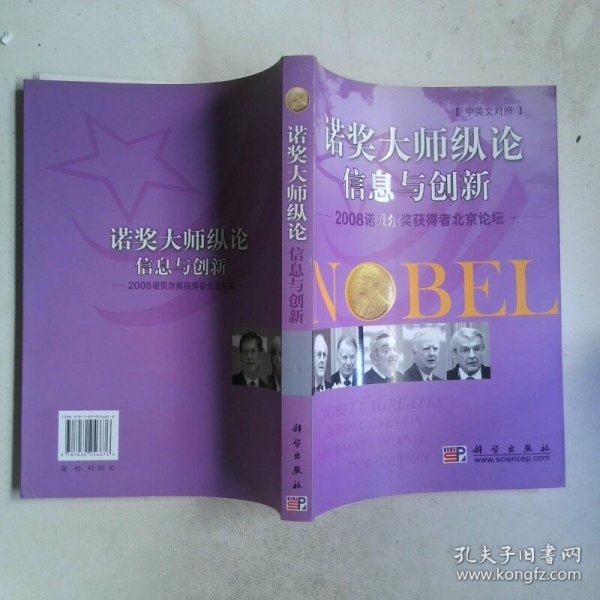 【中英文对照】
诺奖大师纵论
信息与创新
2008诺贝尔奖获得者北京论坛
NOBEL
NOBEL LAUREATES'
PERSPECTIVES ON
INFORMATION AND
INNOVATION
科学出版社
www.sciencep.com
诺奖大师纵论
信息与创新
科学出版社
诺奖大师纵论
信息与创新
2008诺贝尔奖获得者北京论坛
定 价：42.00 元
孔夫子旧书网
www.kongfz.com